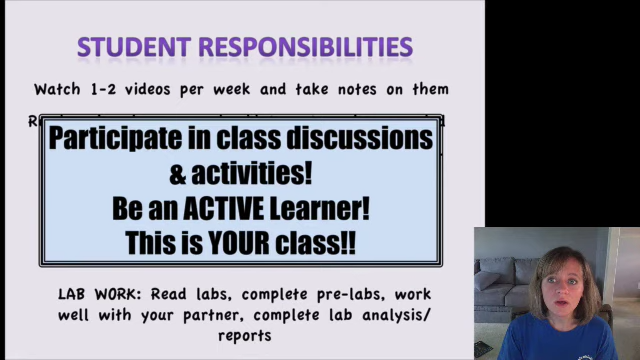 STUDENT RESPONSIBILITIES
Watch 1-2 videos per week and take notes on them
Participate in class discussions
& activities!
Be an ACTIVE Learner!
This is YOUR class!!
LAB WORK: Read labs, complete pre-labs, work
well with your partner, complete lab analysis/
reports